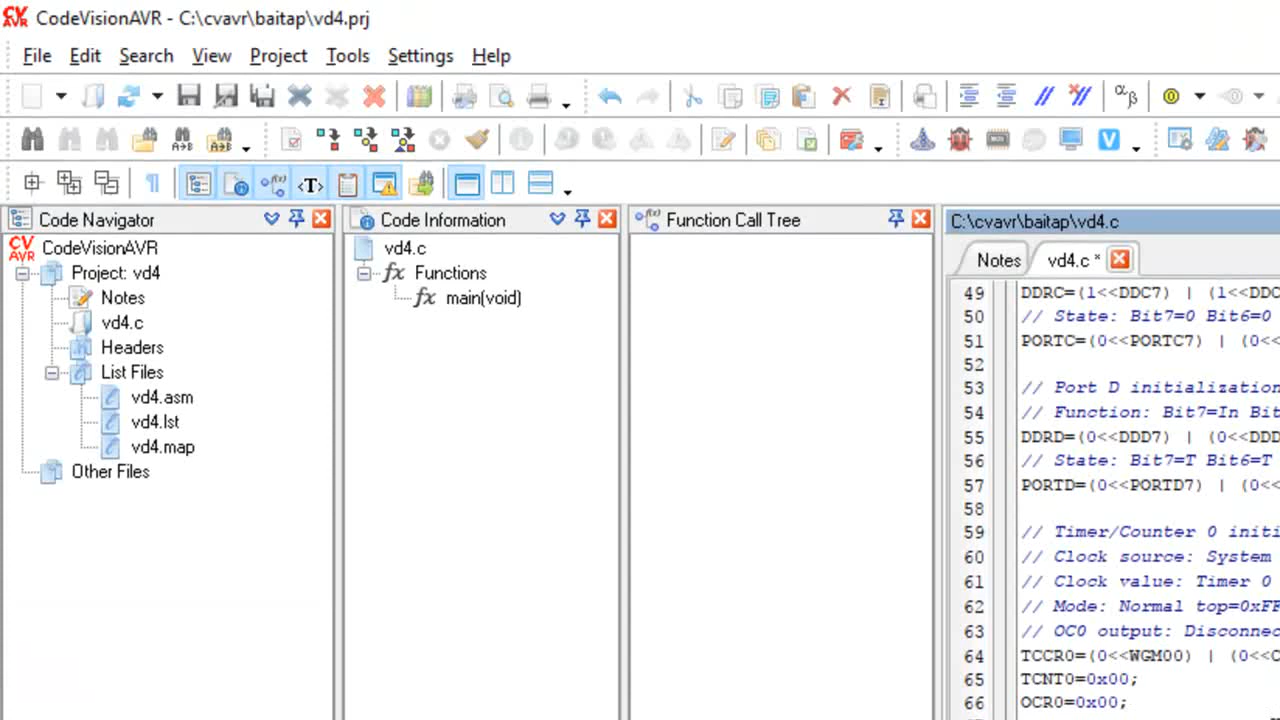 CodeVisionAVR - C:\cvavr\baitap\vd4.prj
File Edit Search View Project Tools Settings Help
Code Navigator
CodeVisionAVR
Project: vd4
Notes
vd4.c
Headers
List Files
vd4.asm
vd4.lst
vd4.map
Other Files
Code Information
vd4.c
Functions
main(void)
Function Call Tree
C:\cvavr\baitap\vd4.c
Notes vd4.c *
49 DDRC=(1<<DDC7) | (1<<DDC
50 // State: Bit7=0 Bit6=0
51 PORTC=(0<<PORTC7) | (0<<
52
53 // Port D initialization
54 // Function: Bit7=In Bit
55 DDRD=(0<<DDD7) | (0<<DDD
56 // State: Bit7=T Bit6=T
57 PORTD=(0<<PORTD7) | (0<<
58
59 // Timer/Counter 0 initi
60 // Clock source: System
61 // Clock value: Timer 0
62 // Mode: Normal top=0xFF
63 // OC0 output: Disconnec
64 TCCR0=(0<<WGM00) | (0<<C
65 TCNT0=0x00;
66 OCR0=0x00;